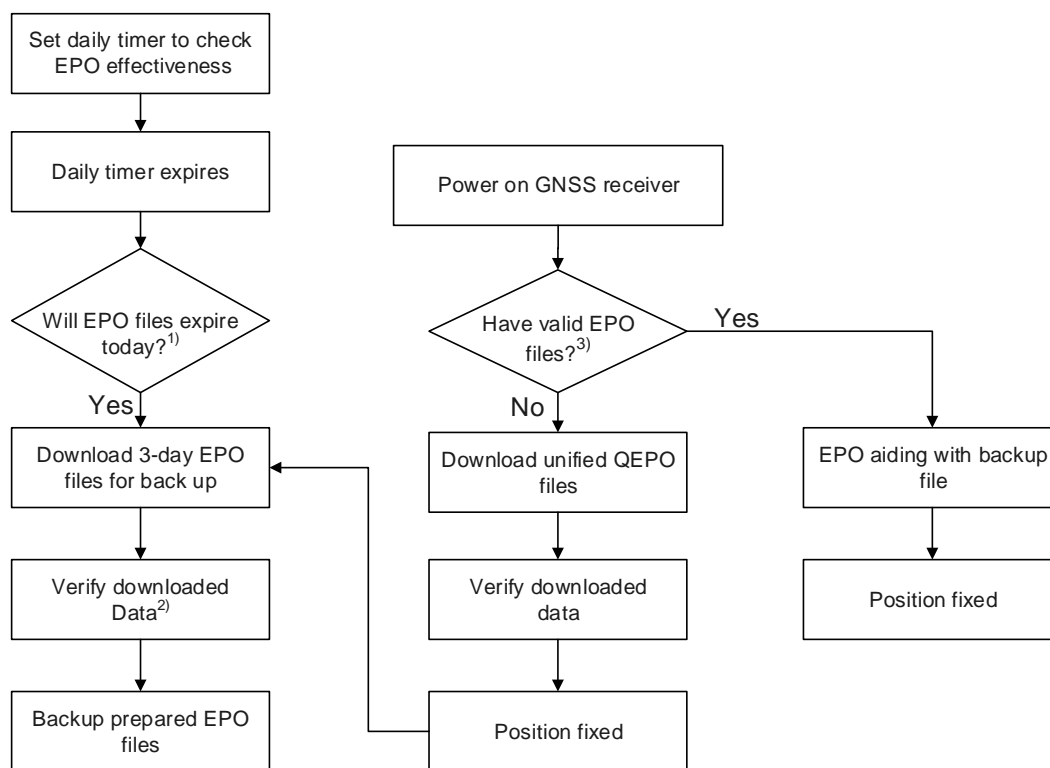 Set daily timer to check
EPO effectiveness
Daily timer expires
Will EPO files expire
today?1)
Yes
Download 3-day EPO
files for back up
Verify downloaded
Data2)
Backup prepared EPO
files
Power on GNSS receiver
Have valid EPO
files?3)
No
Download unified QEPO
files
Verify downloaded
data
Position fixed
Yes
EPO aiding with backup
file
Position fixed